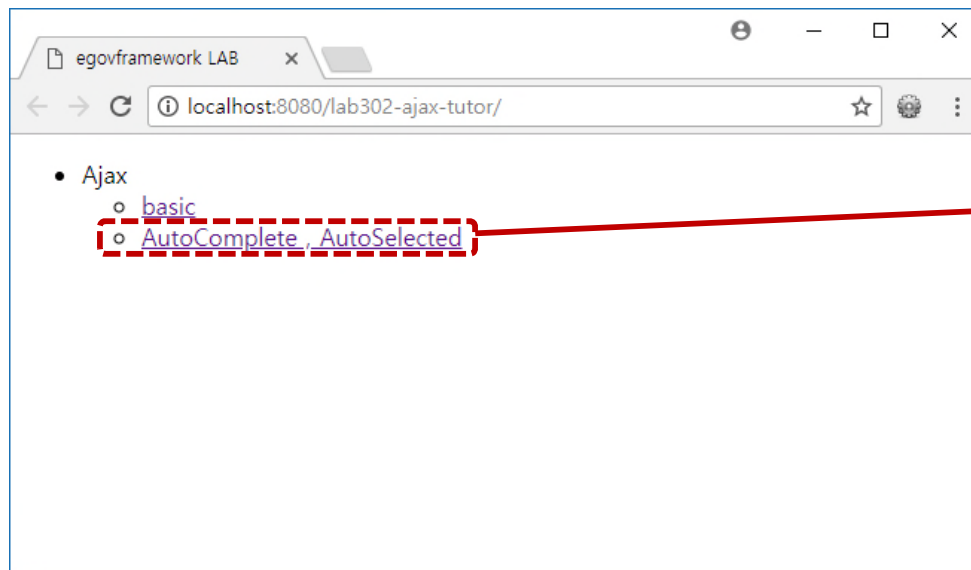 egovframework LAB
localhost:8080/lab302-ajax-tutor/
Ajax
basic
AutoComplete , AutoSelected